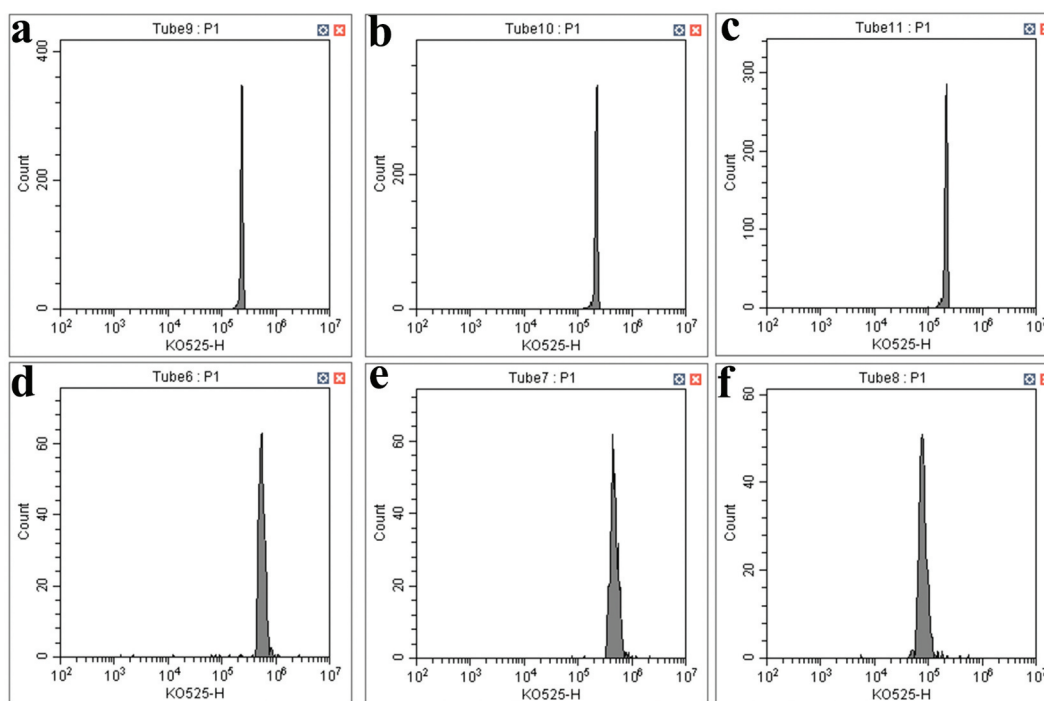 a
Tube9 : P1
400
200
0
Count
10² 10³ 10⁴ 10⁵ 10⁶ 10⁷
KO525-H
b
Tube10 : P1
200
0
Count
10² 10³ 10⁴ 10⁵ 10⁶ 10⁷
KO525-H
c
Tube11 : P1
300
200
100
0
Count
10² 10³ 10⁴ 10⁵ 10⁶ 10⁷
KO525-H
d
Tube6 : P1
60
40
20
0
Count
10² 10³ 10⁴ 10⁵ 10⁶ 10⁷
KO525-H
e
Tube7 : P1
60
40
20
0
Count
10² 10³ 10⁴ 10⁵ 10⁶ 10⁷
KO525-H
f
Tube8 : P1
60
40
20
0
Count
10² 10³ 10⁴ 10⁵ 10⁶ 10⁷
KO525-H